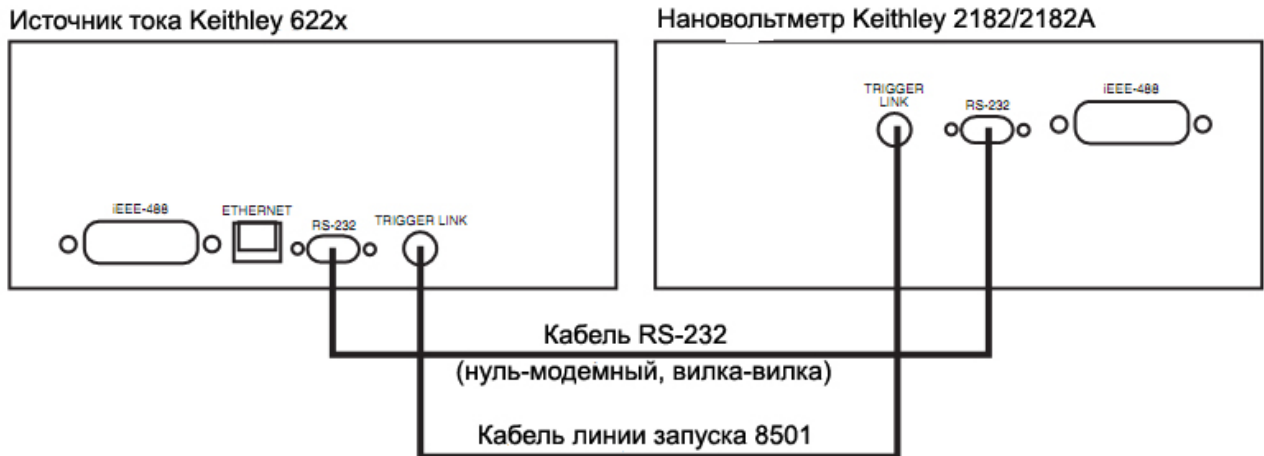 Источник тока Keithley 622x
Нановольтметр Keithley 2182/2182A
TRIGGER
LINK
RS-232
iEEE-488
iEEE-488
ETHERNET
RS-232
TRIGGER LINK
Кабель RS-232
(нуль-модемный, вилка-вилка)
Кабель линии запуска 8501